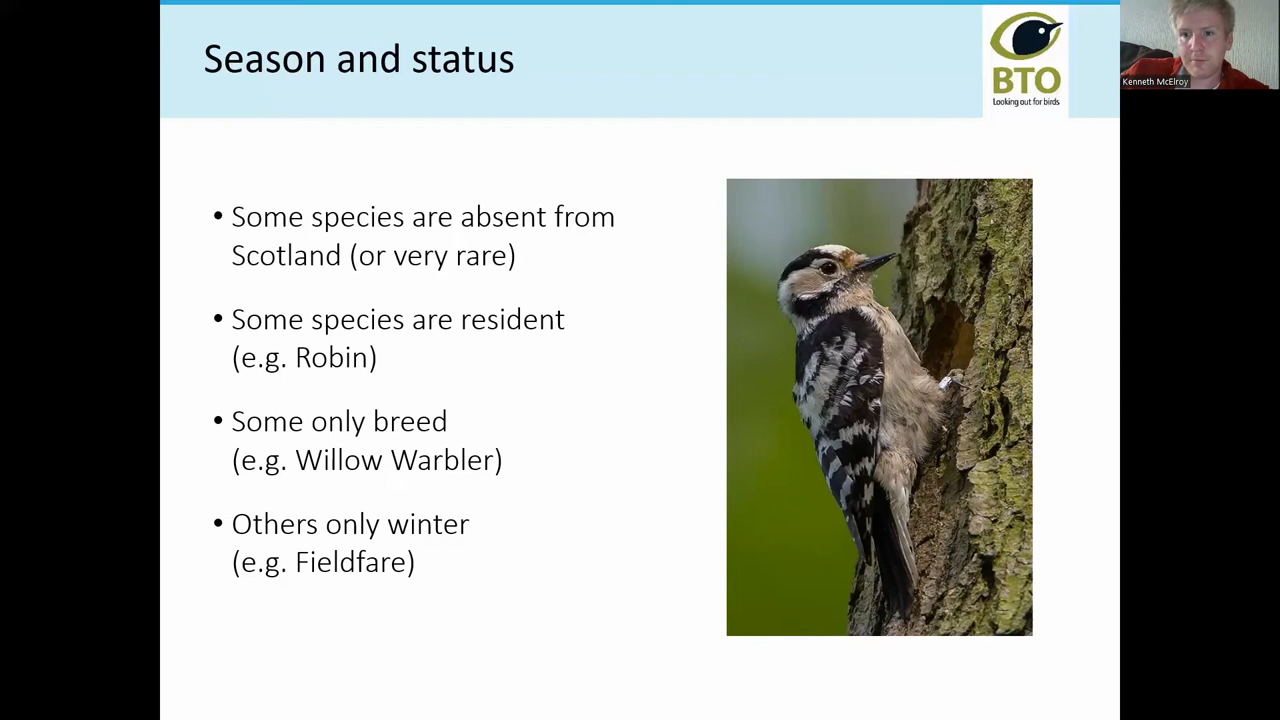 Season and status
BTO
Looking out for birds
Kenneth McElroy
• Some species are absent from
Scotland (or very rare)
• Some species are resident
(e.g. Robin)
• Some only breed
(e.g. Willow Warbler)
• Others only winter
(e.g. Fieldfare)